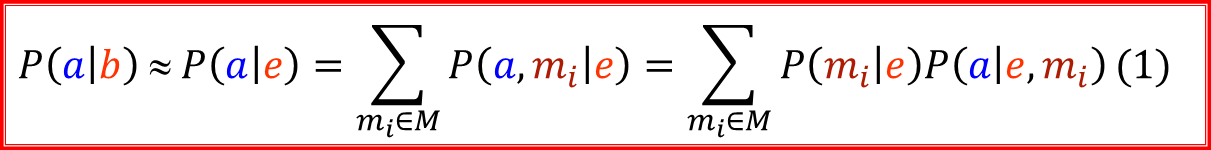 P(a|b) ≈ P(a|e) = ∑_{m_i∈M} P(a, m_i|e) = ∑_{m_i∈M} P(m_i|e)P(a|e, m_i) (1)